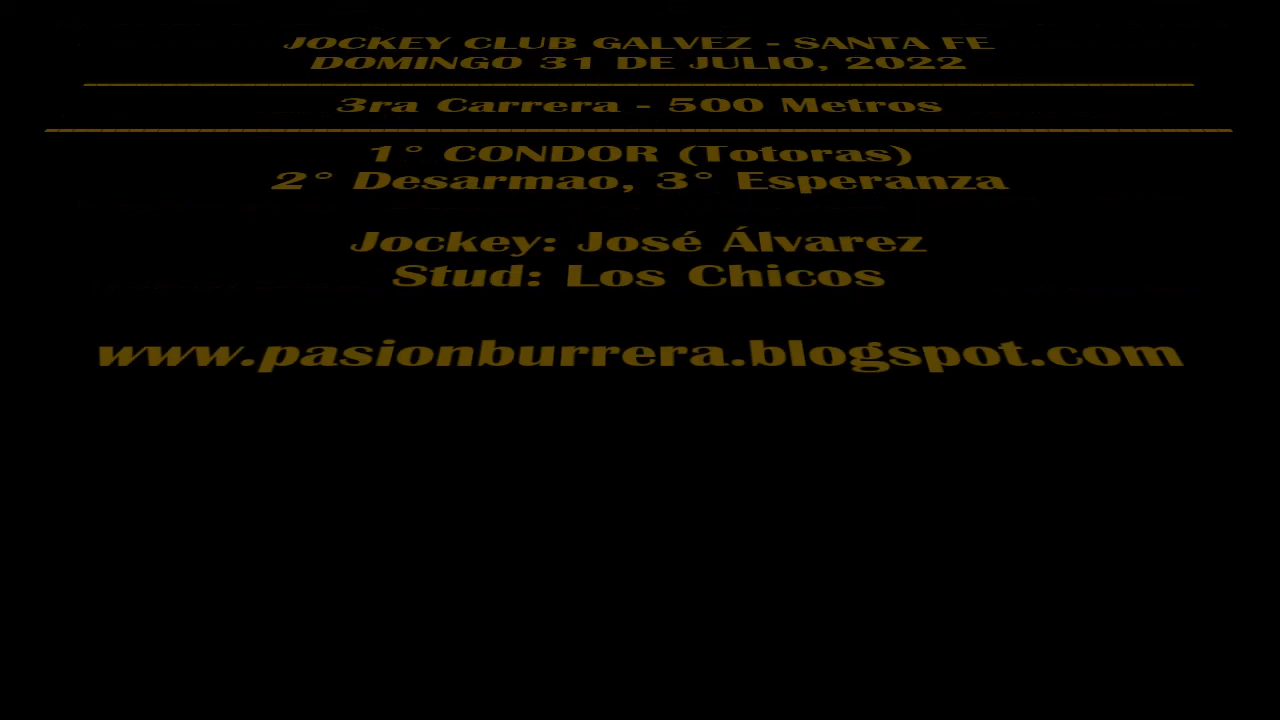 JOCKEY CLUB GALVEZ - SANTA FE
DOMINGO 31 DE JULIO, 2022
3ra Carrera - 500 Metros
1° CONDOR (Totoras)
2° Desarmao, 3° Esperanza
Jockey: José Álvarez
Stud: Los Chicos
www.pasionburrera.blogspot.com